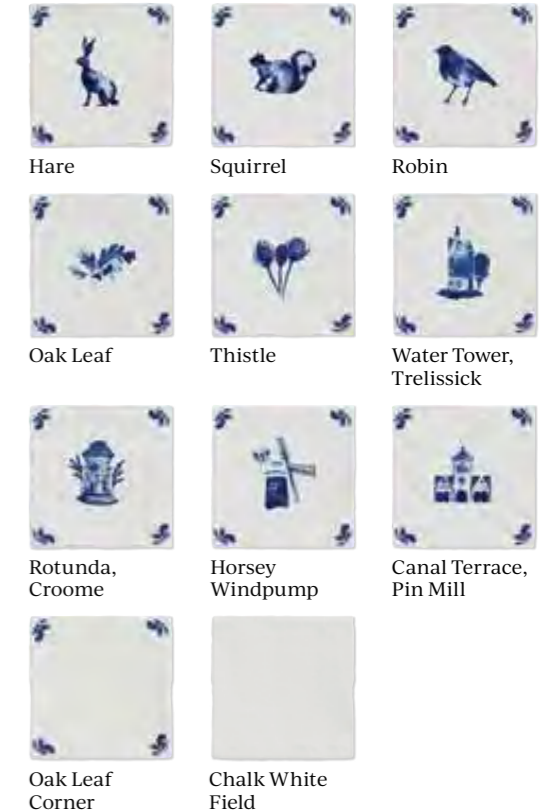 Hare
Squirrel
Robin
Oak Leaf
Thistle
Water Tower,
Trelissick
Rotunda,
Croome
Horsey
Windpump
Canal Terrace,
Pin Mill
Oak Leaf
Corner
Chalk White
Field